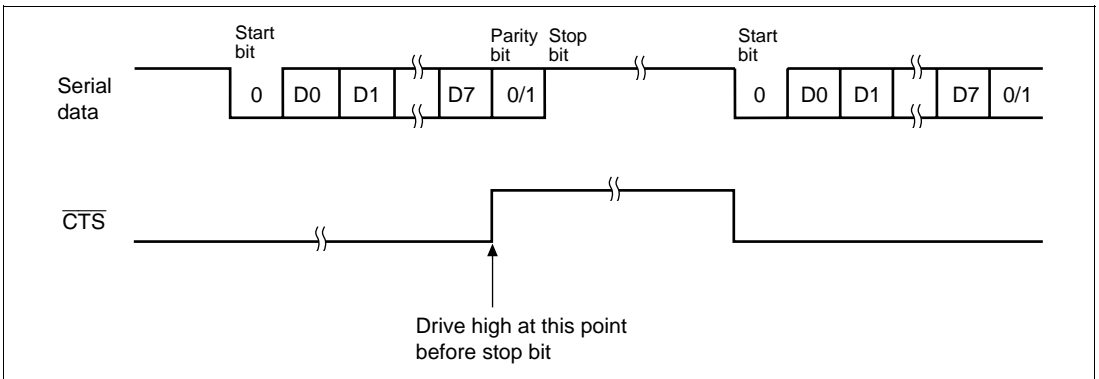 Start bit
Parity bit
Stop bit
Start bit
Serial data
0 D0 D1 D7 0/1 0 D0 D1 D7 0/1
CTS
Drive high at this point
before stop bit